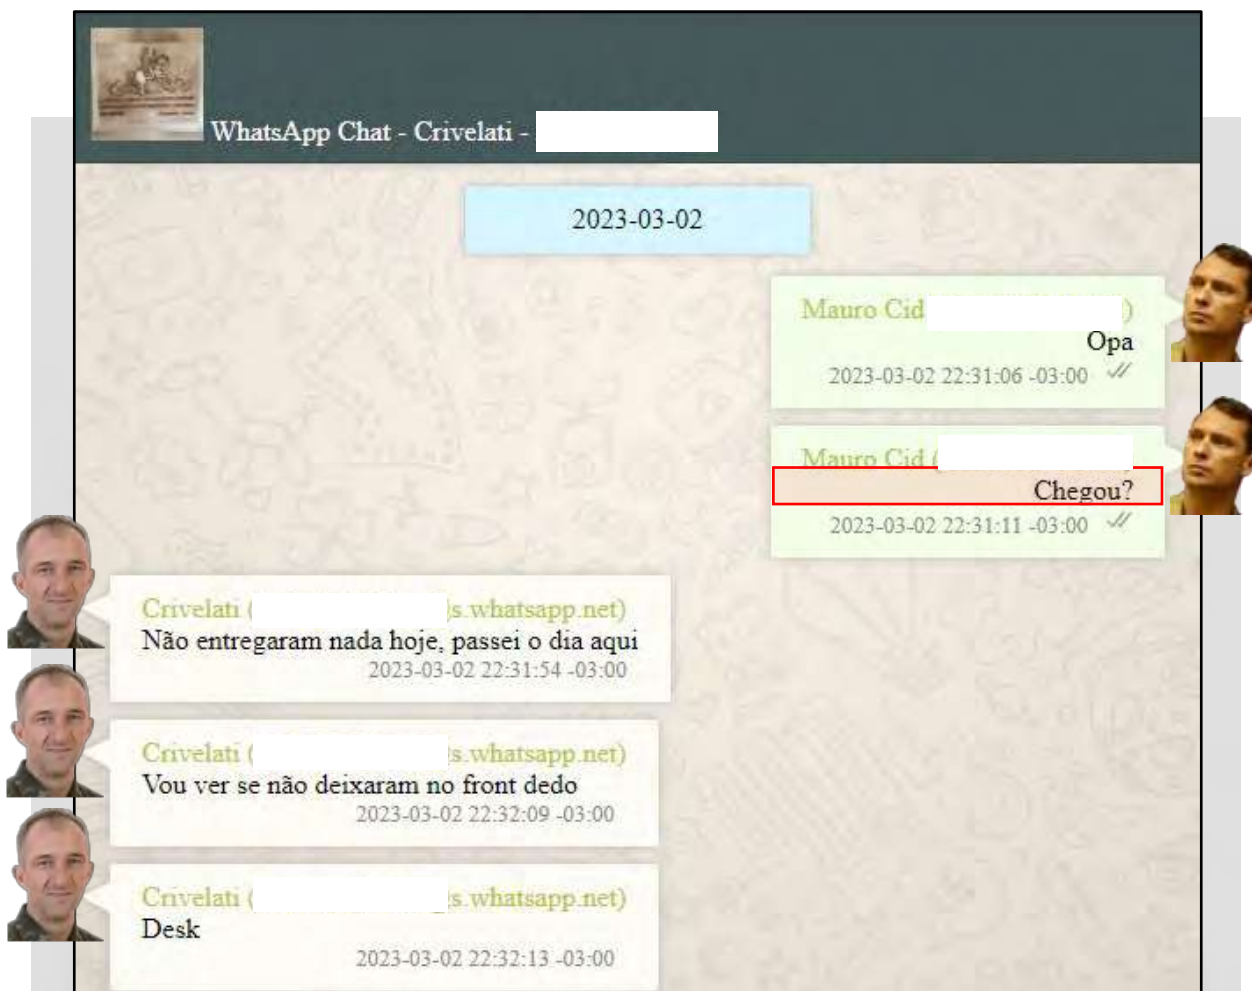 WhatsApp Chat - Crivelati -
2023-03-02
Mauro Cid )
Opa
2023-03-02 22:31:06 -03:00
Mauro Cid (
Chegou?
2023-03-02 22:31:11 -03:00
Crivelati ( s.whatsapp.net)
Não entregaram nada hoje, passei o dia aqui
2023-03-02 22:31:54 -03:00
Crivelati ( s.whatsapp.net)
Vou ver se não deixaram no front dedo
2023-03-02 22:32:09 -03:00
Crivelati ( s.whatsapp.net)
Desk
2023-03-02 22:32:13 -03:00